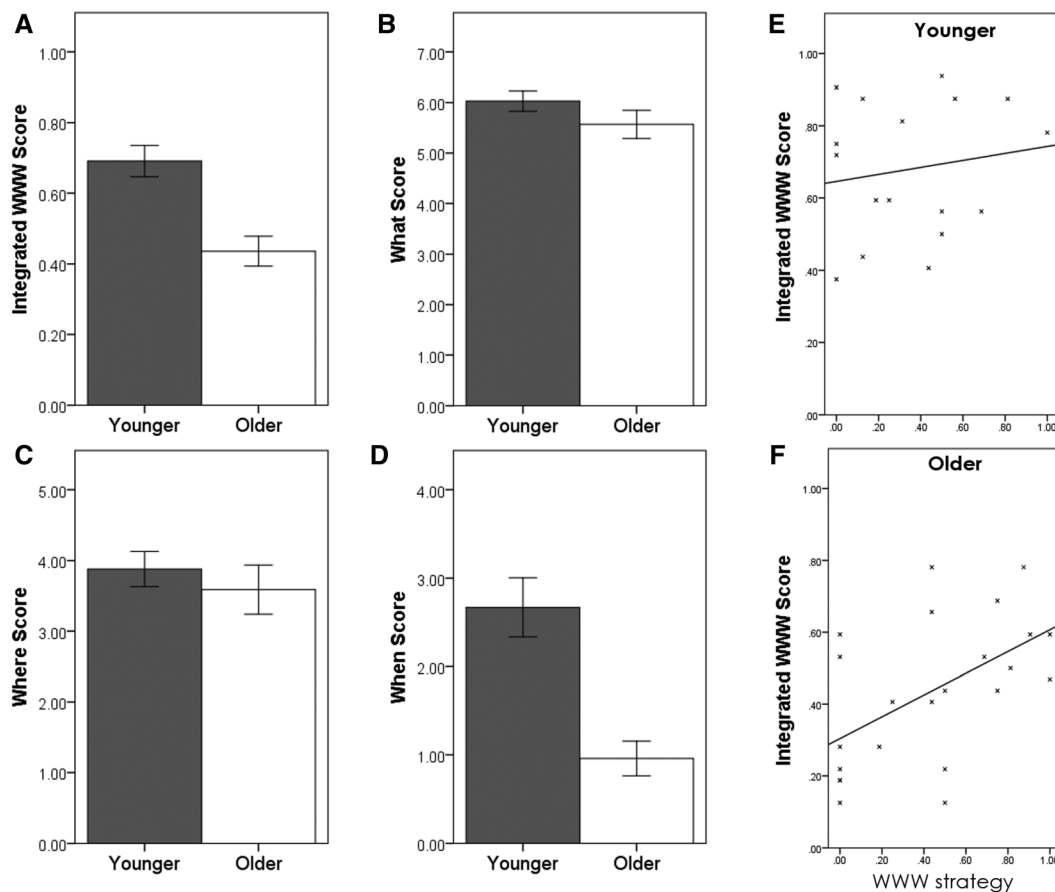 A
Integrated WWW Score
1.00
0.80
0.60
0.40
0.20
0.00
Younger Older
B
What Score
7.00
6.00
5.00
4.00
3.00
2.00
1.00
0.00
Younger Older
E
Younger
Integrated WWW Score
1.00
.80
.60
.40
.20
.00
.00 .20 .40 .60 .80 1.00
C
Where Score
5.00
4.00
3.00
2.00
1.00
0.00
Younger Older
D
When Score
4.00
3.00
2.00
1.00
0.00
Younger Older
F
Older
Integrated WWW Score
1.00
.80
.60
.40
.20
.00
.00 .20 .40 .60 .80 1.00
WWW strategy